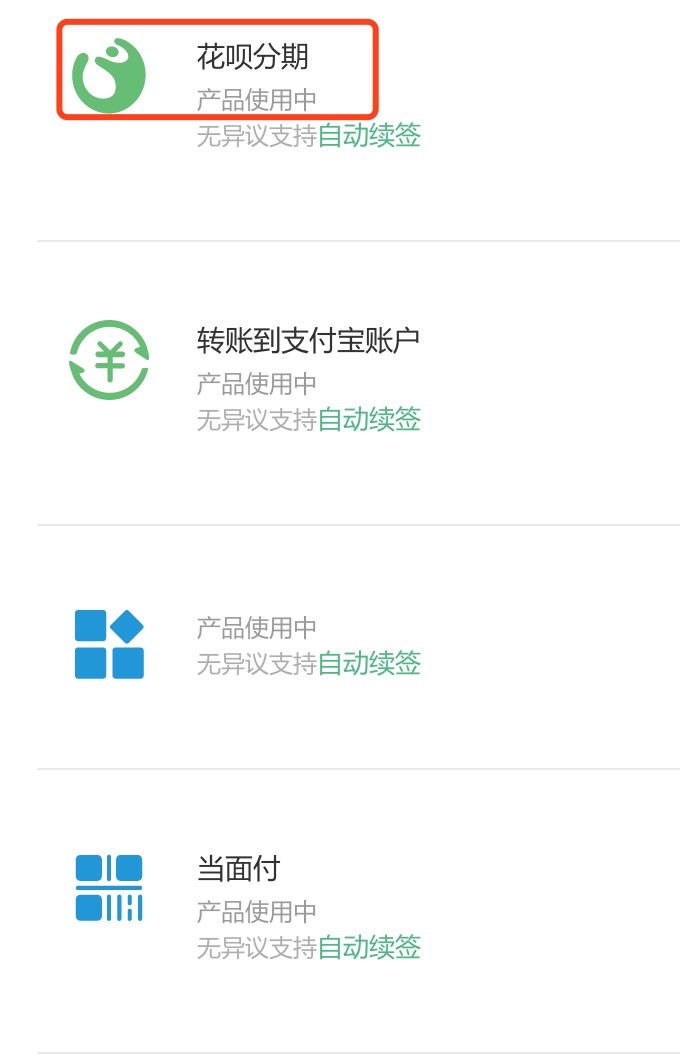 花呗分期
产品使用中
无异议支持自动续签
转账到支付宝账户
产品使用中
无异议支持自动续签
产品使用中
无异议支持自动续签
当面付
产品使用中
无异议支持自动续签